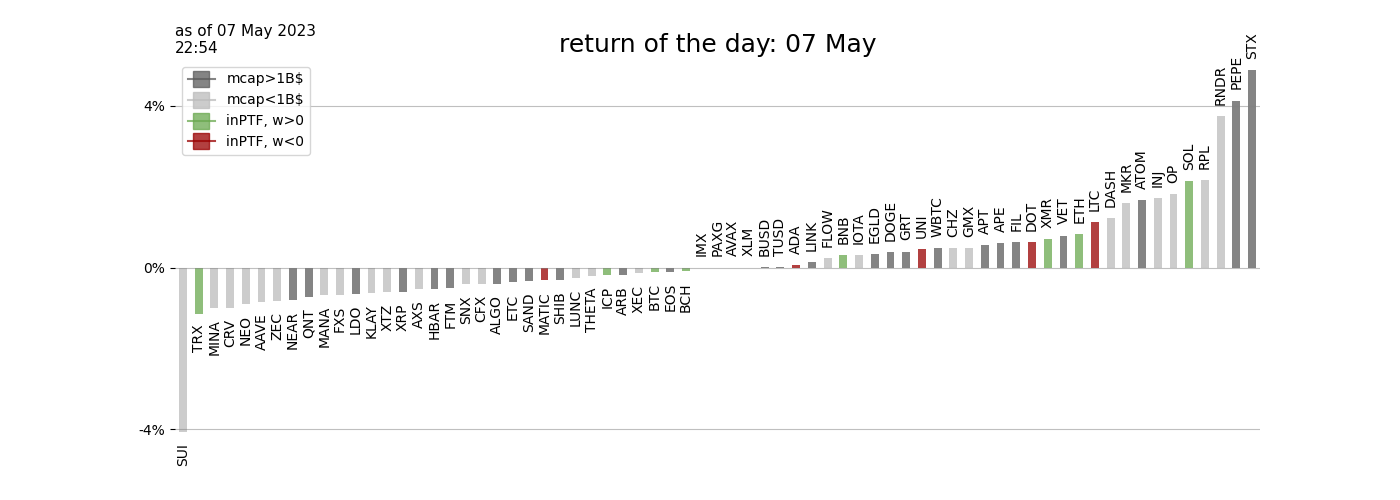 as of 07 May 2023
22:54
return of the day: 07 May
mcap>1B$
mcap<1B$
inPTF, w>0
inPTF, w<0
4%
0%
-4%
SUI
TRX
MINA
CRV
NEO
AAVE
ZEC
NEAR
QNT
MANA
FXS
LDO
KLAY
XTZ
XRP
AXS
HBAR
FTM
SNX
CFX
ALGO
ETC
SAND
MATIC
SHIB
LUNC
THETA
ICP
ARB
XEC
BTC
EOS
BCH
IMX
PAXG
AVAX
XLM
BUSD
TUSD
ADA
LINK
FLOW
BNB
IOTA
EGLD
DOGE
GRT
UNI
WBTC
CHZ
GMX
APT
APE
FIL
DOT
XMR
VET
ETH
LTC
DASH
MKR
ATOM
INJ
OP
SOL
RPL
RNDR
PEPE
STX